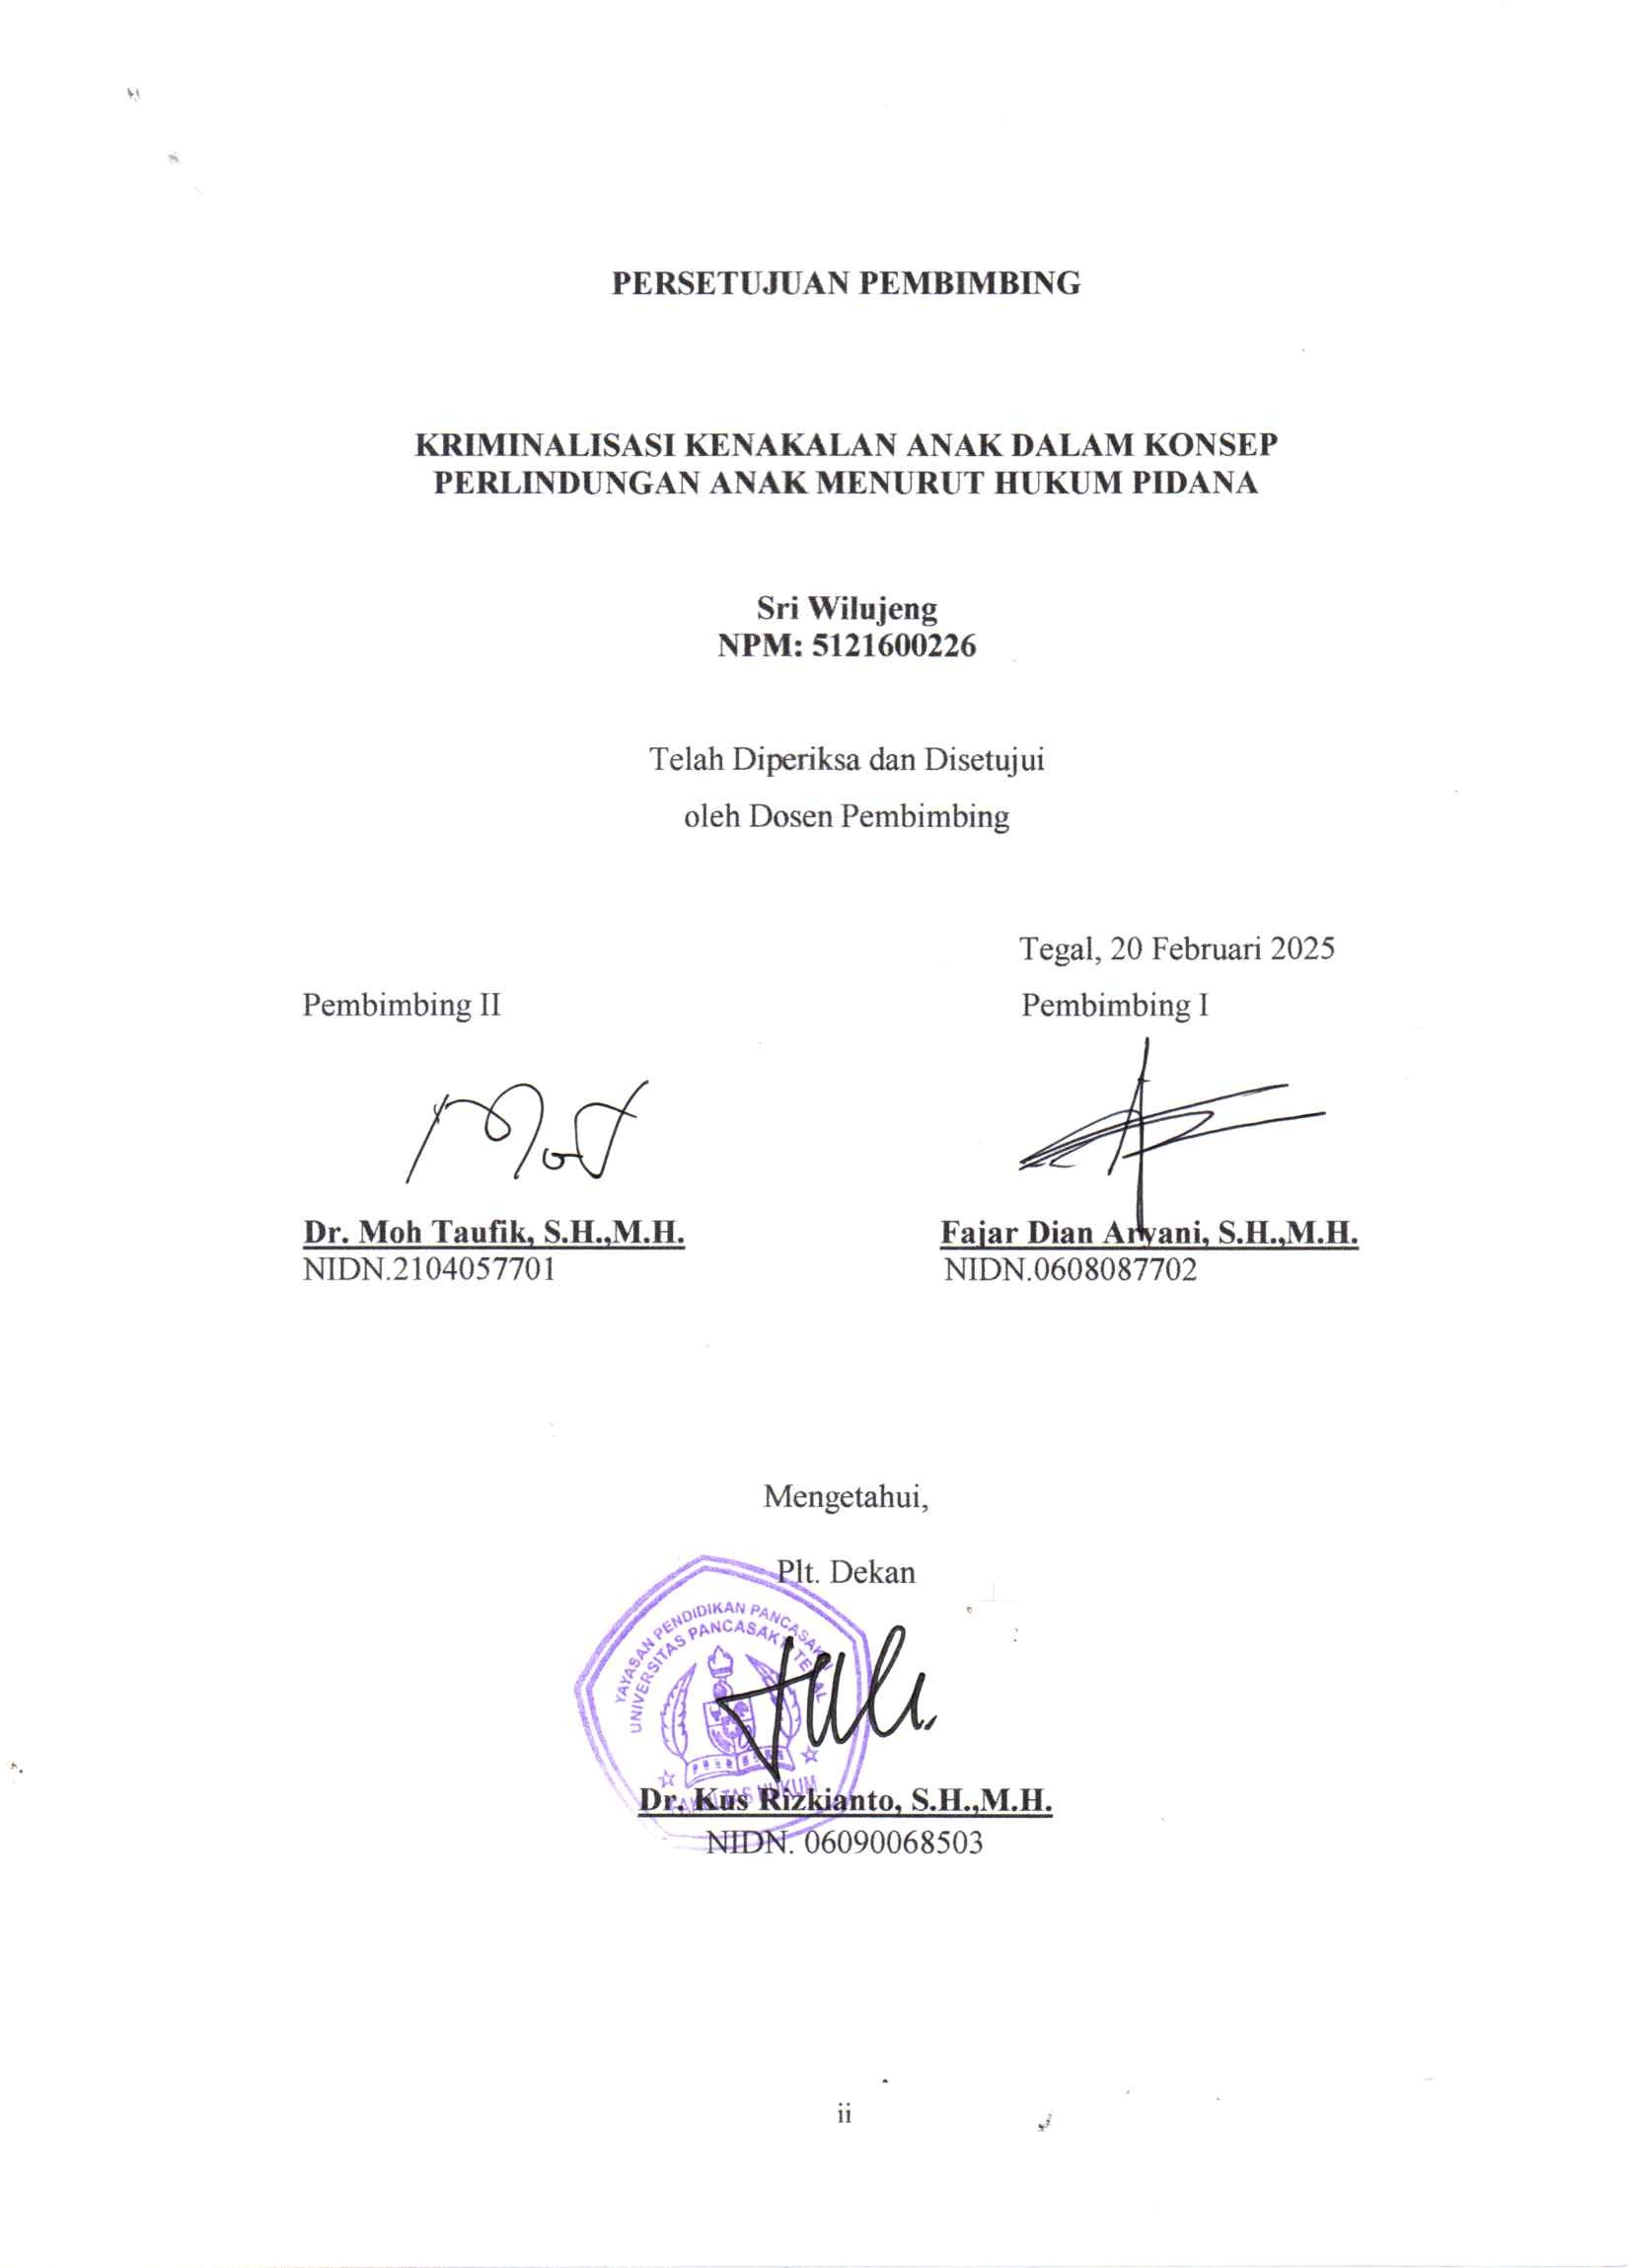 PERSETUJUAN PEMBIMBING
KRIMINALISASI KENAKALAN ANAK DALAM KONSEP
PERLINDUNGAN ANAK MENURUT HUKUM PIDANA
Sri Wilujeng
NPM: 5121600226
Telah Diperiksa dan Disetujui
oleh Dosen Pembimbing
Tegal, 20 Februari 2025
Pembimbing II
Pembimbing I
Dr. Moh Taufik, S.H.,M.H.
NIDN.2104057701
Fajar Dian Aryani, S.H.,M.H.
NIDN.0608087702
Mengetahui,
Plt. Dekan
YAYASAN PENDIDIKAN PANCASAKTI
UNIVERSITAS PANCASAKTI TEGAL
FAKULTAS HUKUM
Dr. Kus Rizkianto, S.H.,M.H.
NIDN. 06090068503
ii